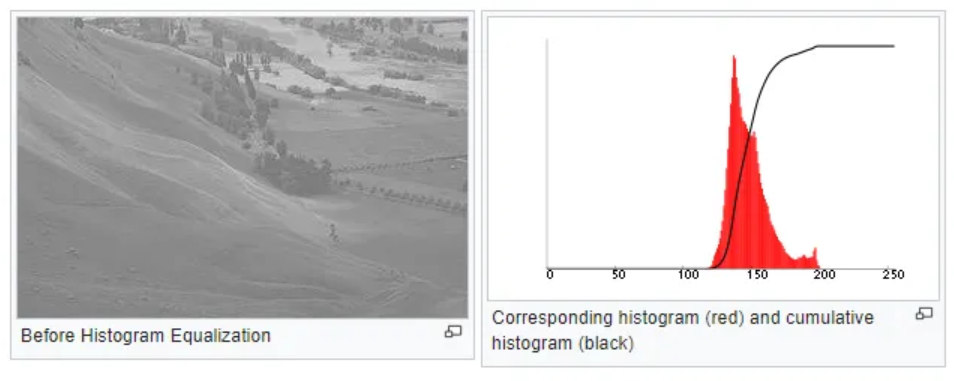 0 50 100 150 200 250
Before Histogram Equalization
Corresponding histogram (red) and cumulative
histogram (black)